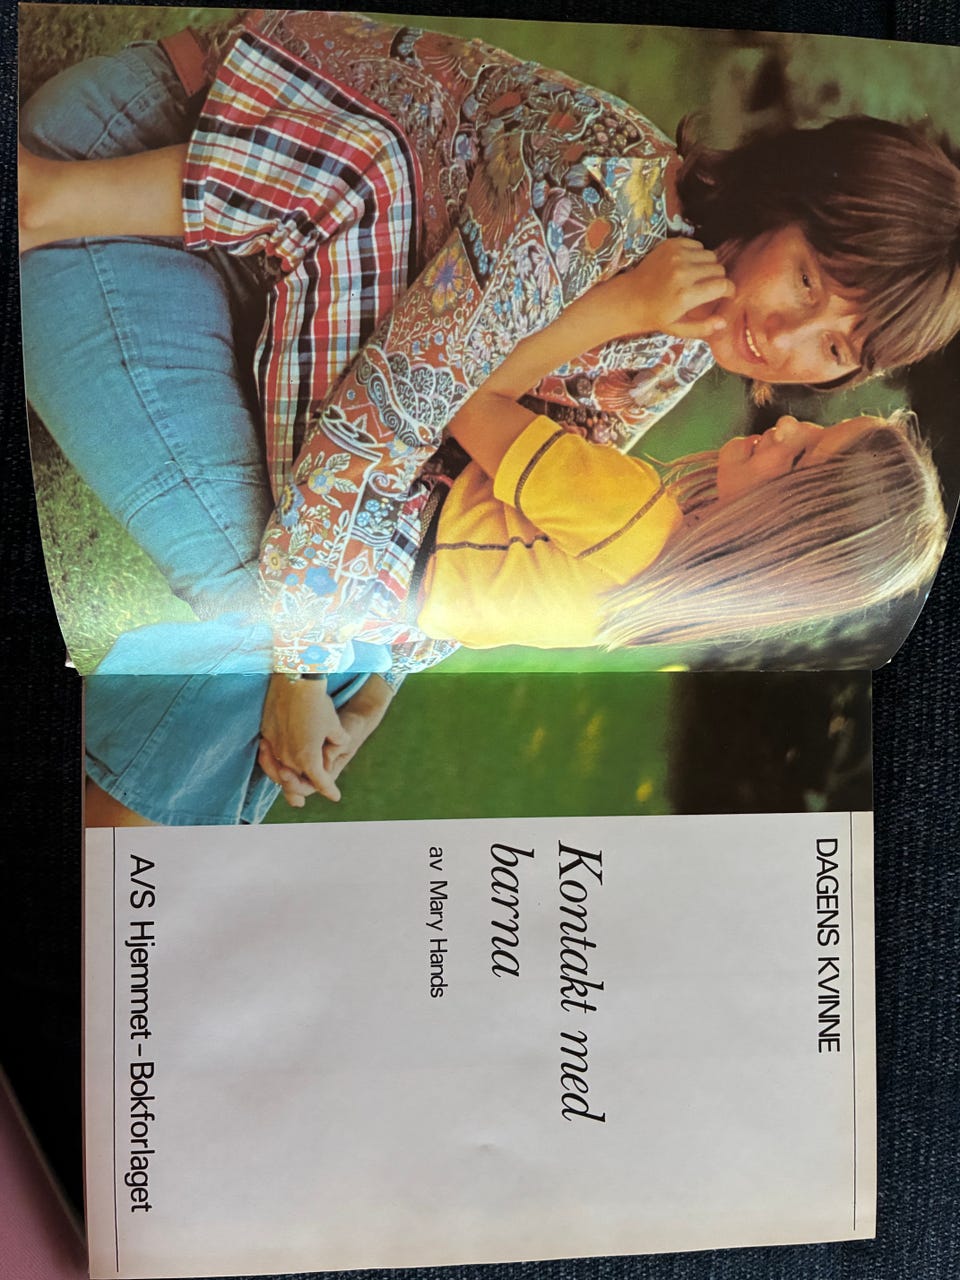 DAGENS KVINNE
Kontakt med
barna
av Mary Hands
A/S Hjemmet–Bokforlaget